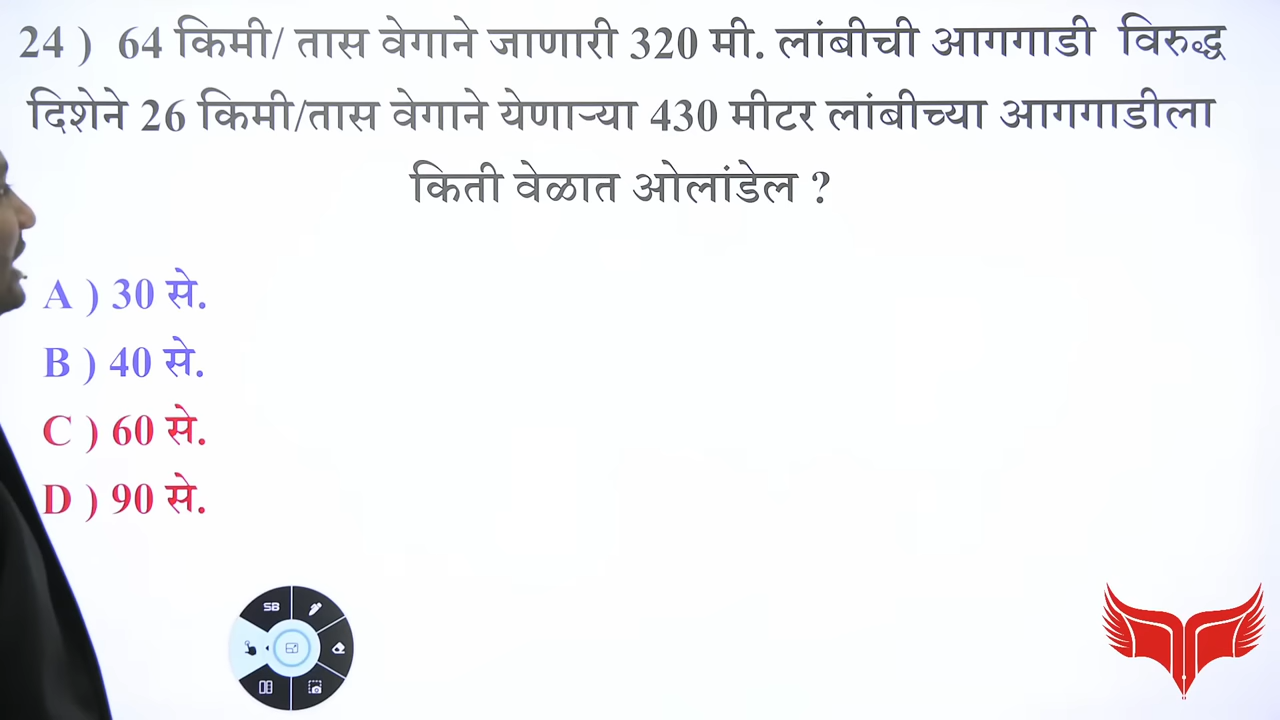 24 ) 64 किमी/ तास वेगाने जाणारी 320 मी. लांबीची आगगाडी विरुद्ध
दिशेने 26 किमी/तास वेगाने येणाऱ्या 430 मीटर लांबीच्या आगगाडीला
किती वेळात ओलांडेल ?
A ) 30 से.
B ) 40 से.
C ) 60 से.
D ) 90 से.
SB